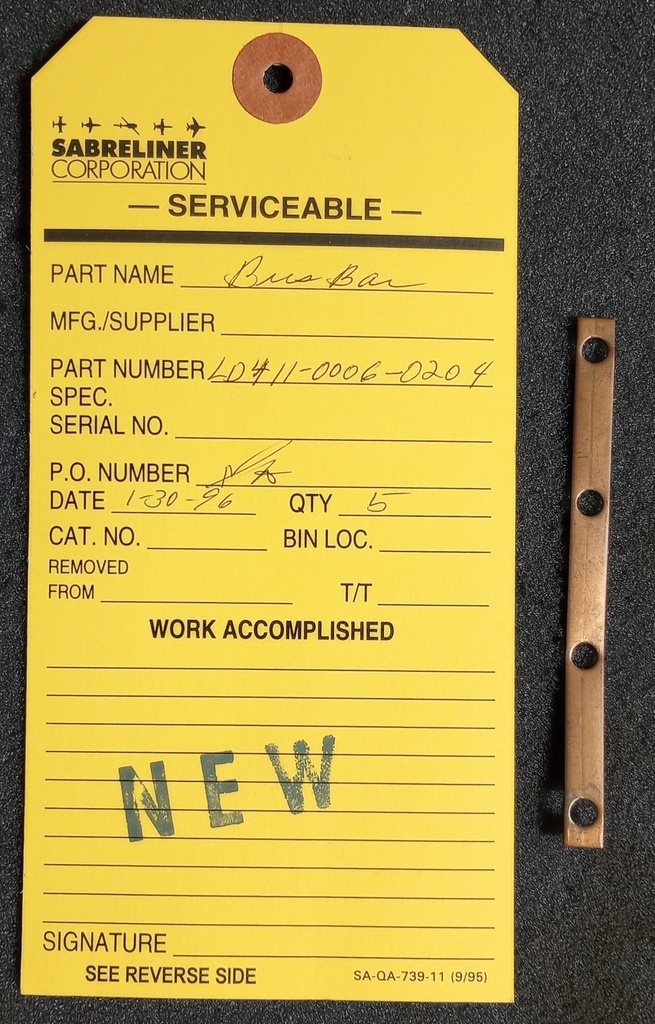 SABRELINER
CORPORATION
— SERVICEABLE —
PART NAME Bus Bar
MFG./SUPPLIER
PART NUMBER LD411-0006-0204
SPEC.
SERIAL NO.
P.O. NUMBER
DATE 1-30-96 QTY 5
CAT. NO. BIN LOC.
REMOVED
FROM T/T
WORK ACCOMPLISHED
NEW
SIGNATURE
SEE REVERSE SIDE SA-QA-739-11 (9/95)